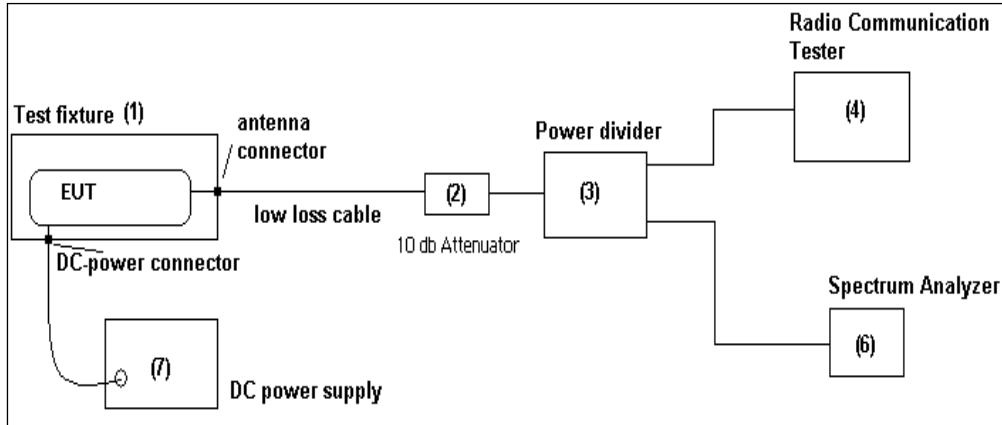 Radio Communication
Tester
(4)
Test fixture (1)
antenna
connector
Power divider
EUT
(2)
(3)
low loss cable
10 db Attenuator
DC-power connector
Spectrum Analyzer
(6)
(7)
DC power supply